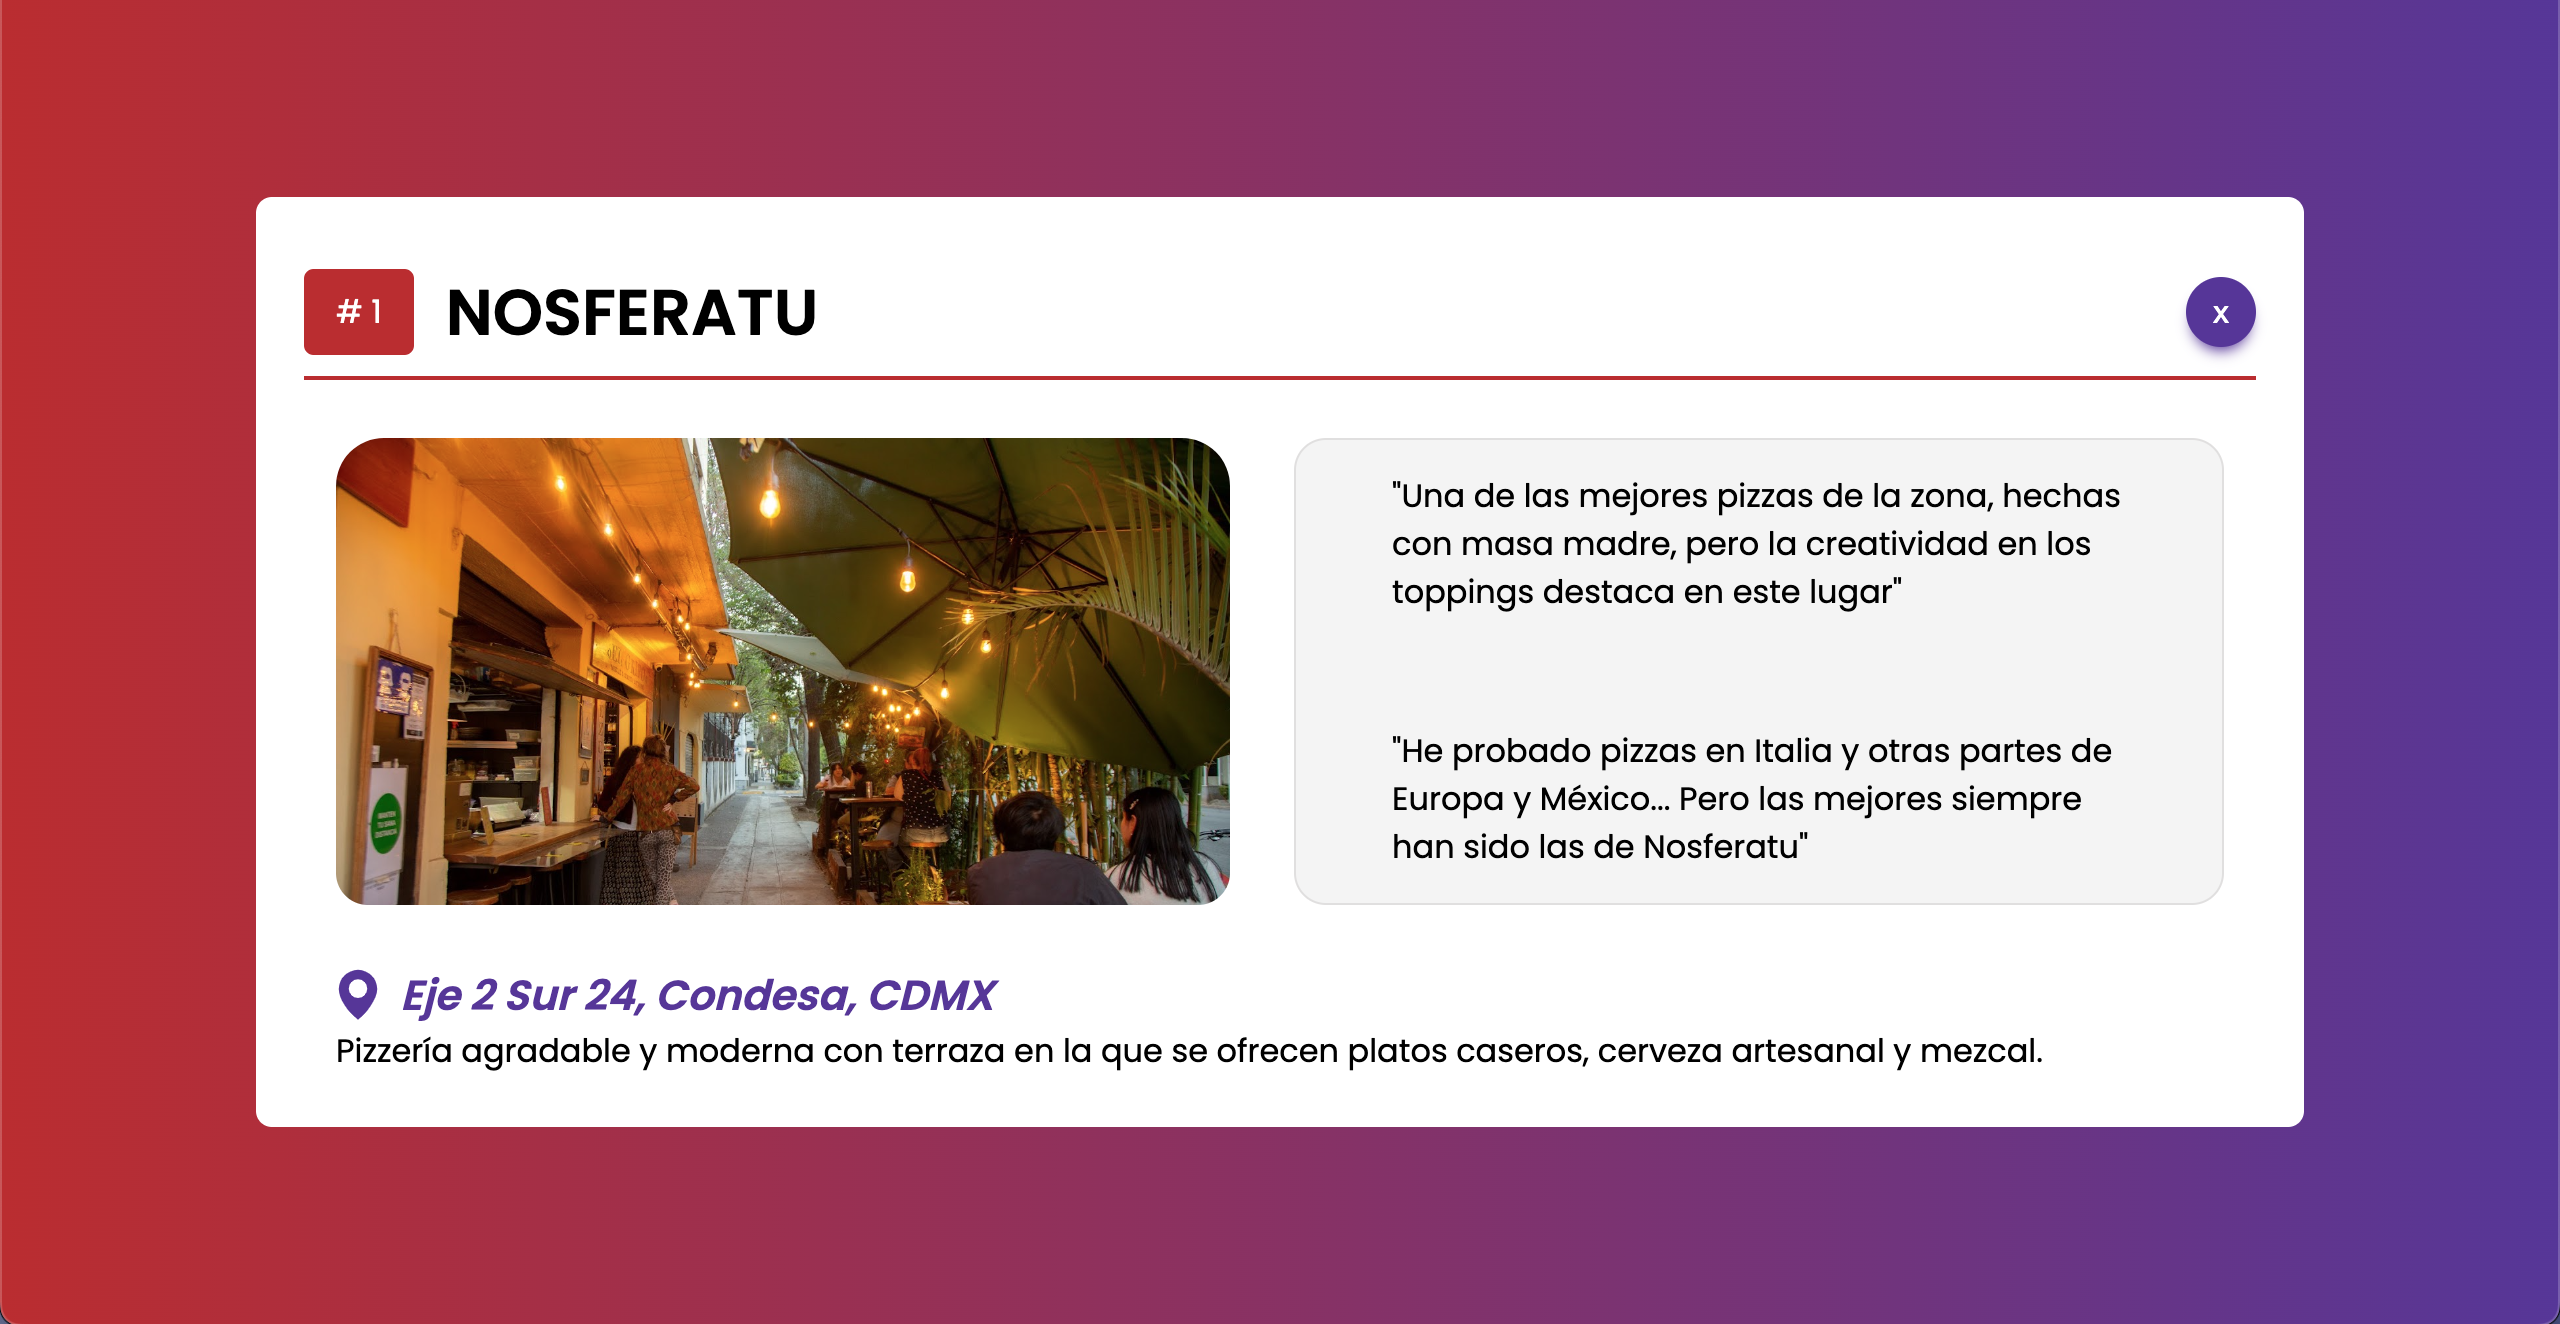 # 1
NOSFERATU
x
"Una de las mejores pizzas de la zona, hechas
con masa madre, pero la creatividad en los
toppings destaca en este lugar"
"He probado pizzas en Italia y otras partes de
Europa y México... Pero las mejores siempre
han sido las de Nosferatu"
Eje 2 Sur 24, Condesa, CDMX
Pizzería agradable y moderna con terraza en la que se ofrecen platos caseros, cerveza artesanal y mezcal.